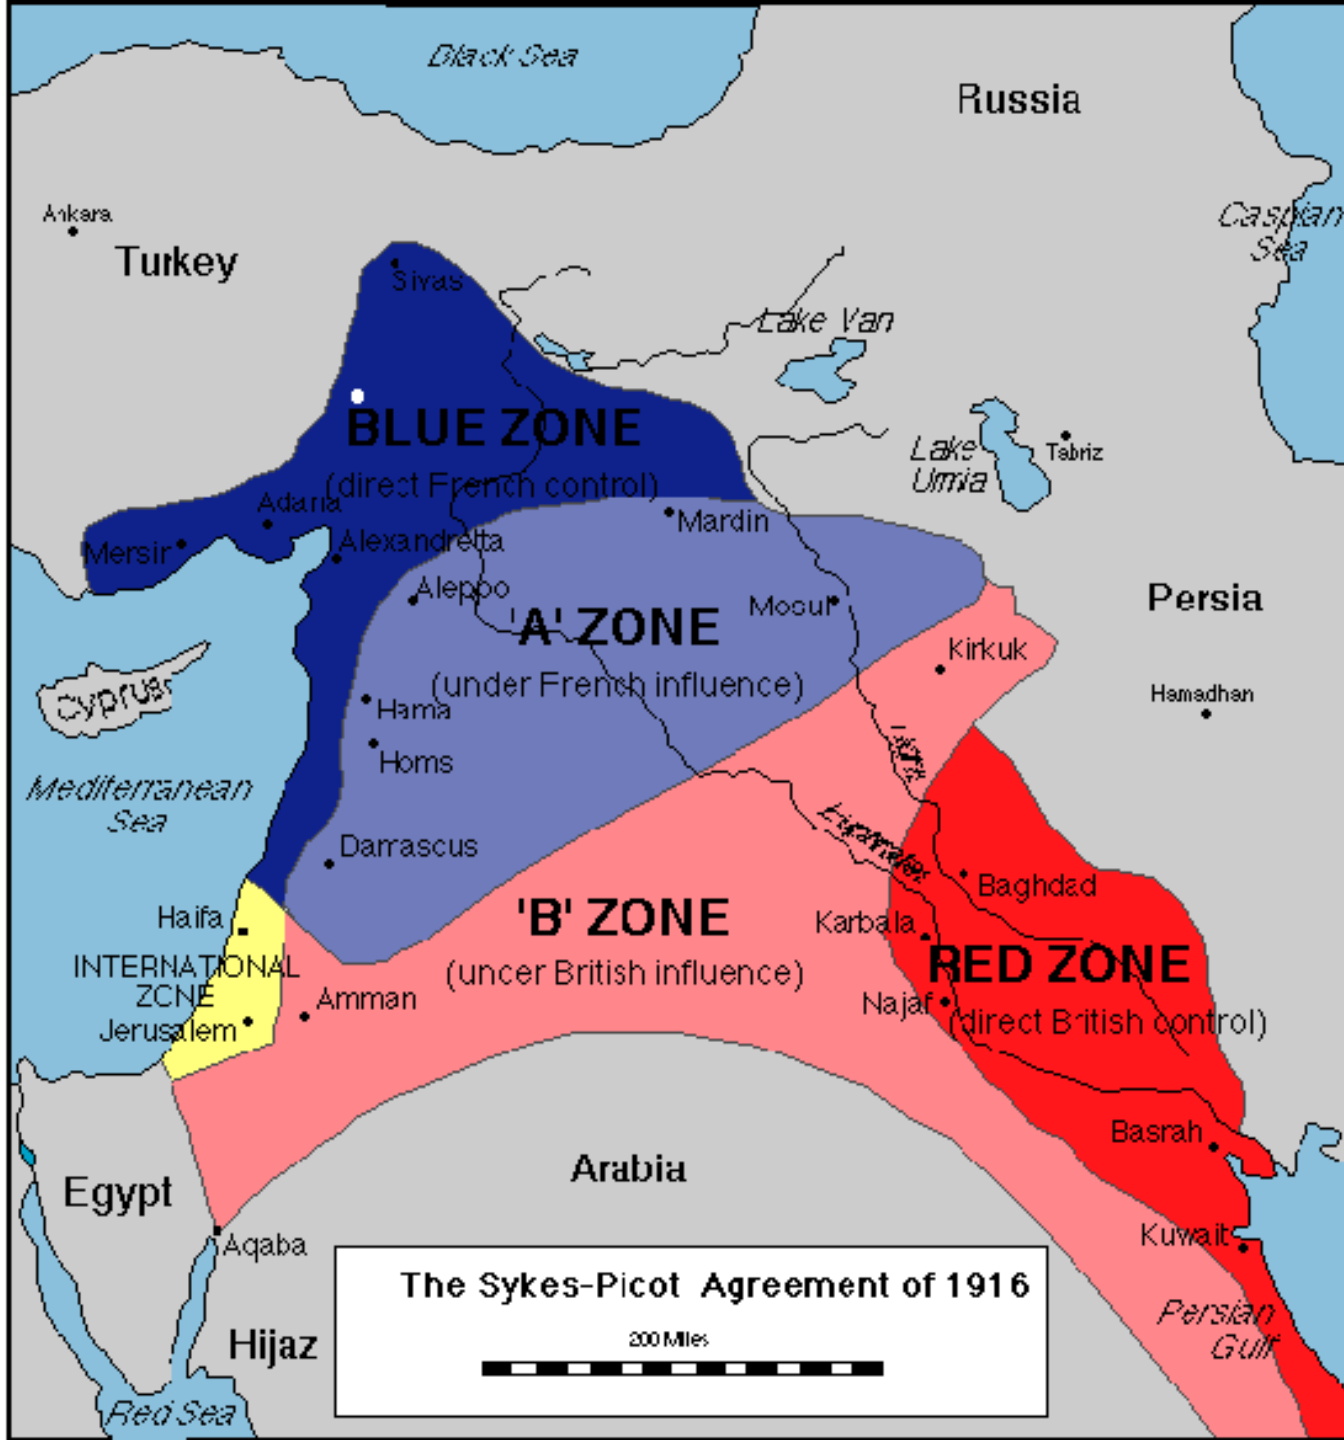 Black Sea
Russia
Ankara
Turkey
Caspian
Sea
Sivas
Lake Van
BLUE ZONE
(direct French control)
Lake
Urmia
Tabriz
Adana
Mersin
Alexandretta
Mardin
Aleppo
'A' ZONE
(under French influence)
Mosul
Persia
Kirkuk
Cyprus
Hama
Homs
Hamadhan
Mediterranean
Sea
Tigris
Euphrates
Damascus
Baghdad
Haifa
'B' ZONE
(uncer British influence)
Karbala
RED ZONE
(direct British control)
INTERNATIONAL
ZCNE
Jerusalem
Amman
Najaf
Basrah
Arabia
Egypt
Aqaba
Kuwait
The Sykes-Picot Agreement of 1916
200 Miles
Persian
Gulf
Hijaz
Red Sea